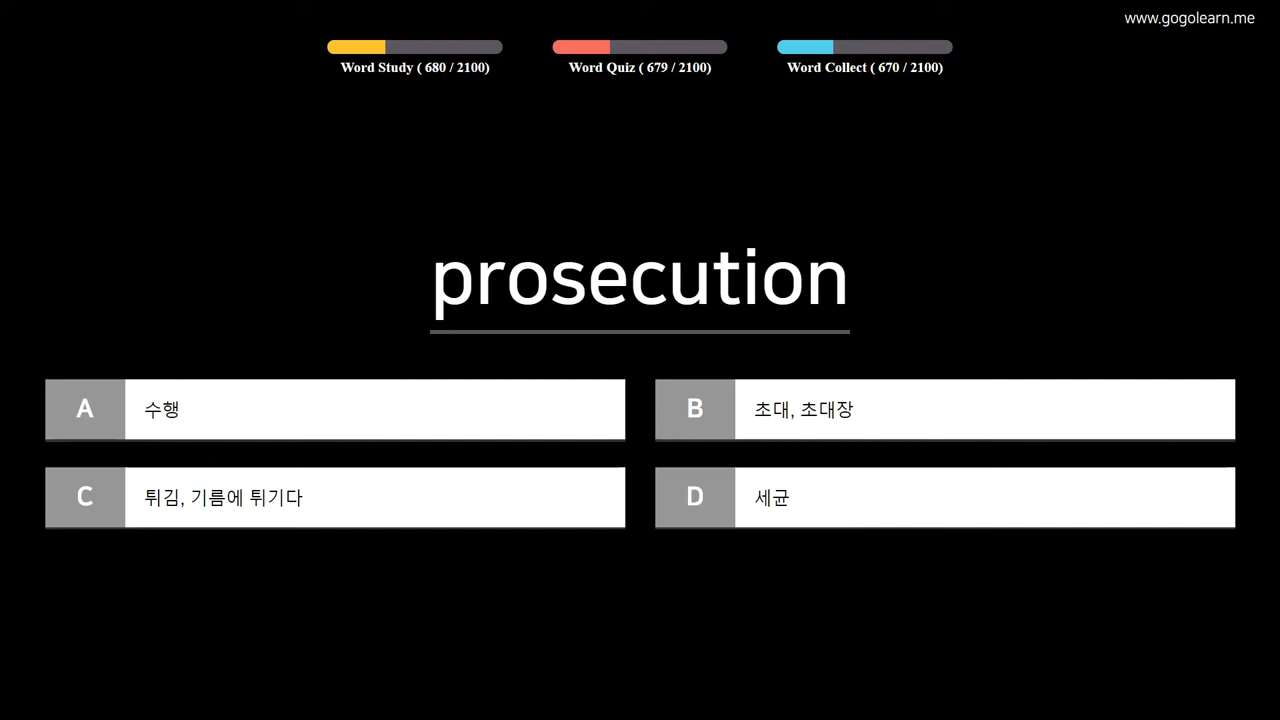 www.gogolearn.me
Word Study ( 680 / 2100)
Word Quiz ( 679 / 2100)
Word Collect ( 670 / 2100)
prosecution
A 수행
B 초대, 초대장
C 튀김, 기름에 튀기다
D 세균